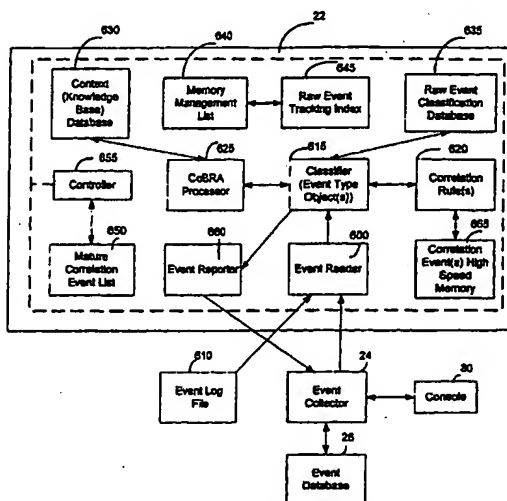 630
22
640
645
635
Context
(Knowledge
Base)
Database
Memory
Management
List
Raw Event
Tracking Index
Raw Event
Classification
Database
655
625
615
620
Controller
CoBRA
Processor
Classifier
(Event Type
Object(s))
Correlation
Rule(s)
650
660
600
665
Mature
Correlation
Event List
Event Reporter
Event Reader
Correlation
Event(s) High
Speed
Memory
610
24
30
Event Log
File
Event
Collector
Console
26
Event
Database